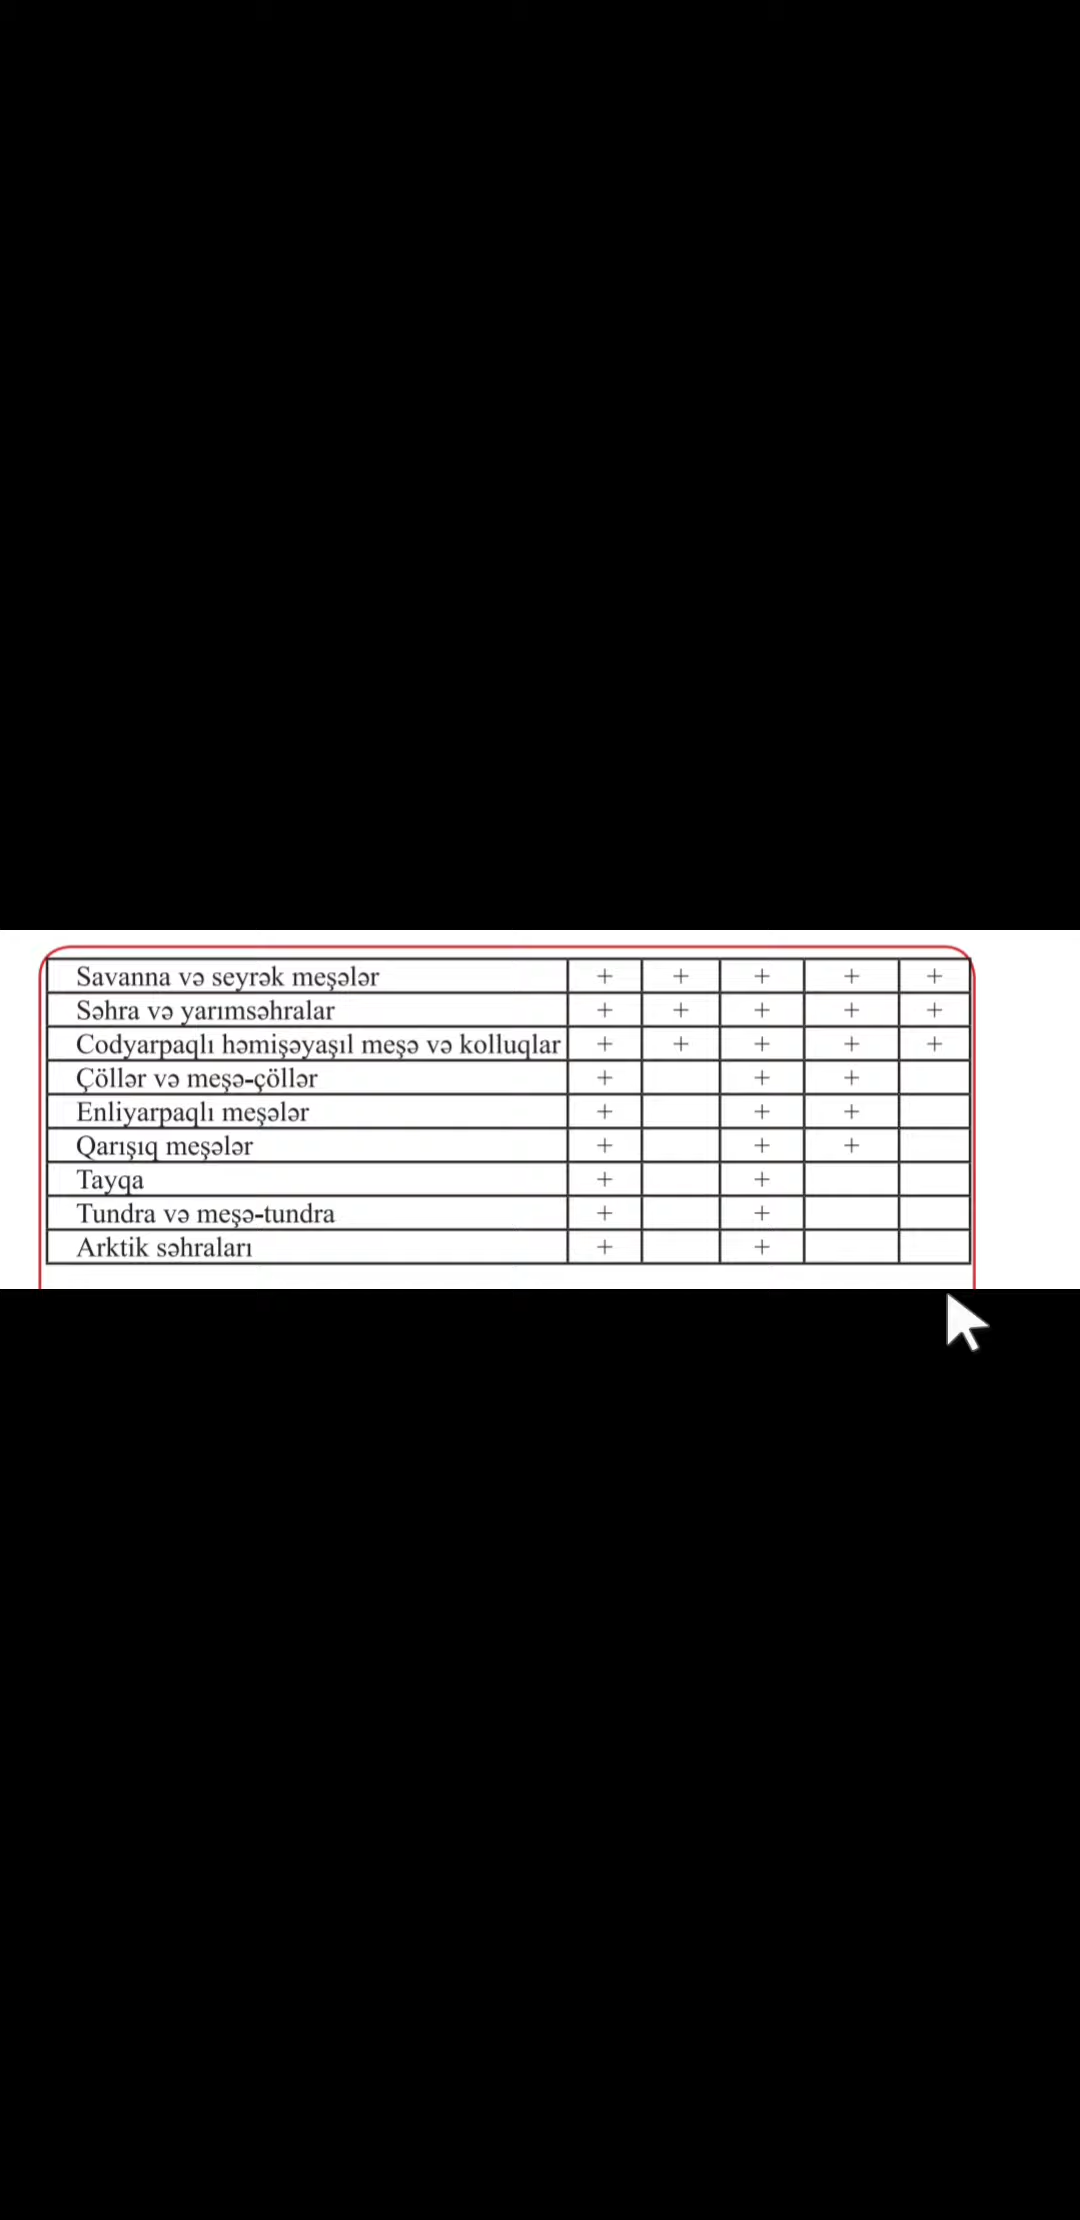 Savanna və seyrək meşələr + + + + +
Səhra və yarımsəhralar + + + + +
Codyarpaqlı həmişəyaşıl meşə və kolluqlar + + + + +
Çöllər və meşə-çöllər + + +
Enliyarpaqlı meşələr + + +
Qarışıq meşələr + + +
Tayqa + +
Tundra və meşə-tundra + +
Arktik səhraları + +